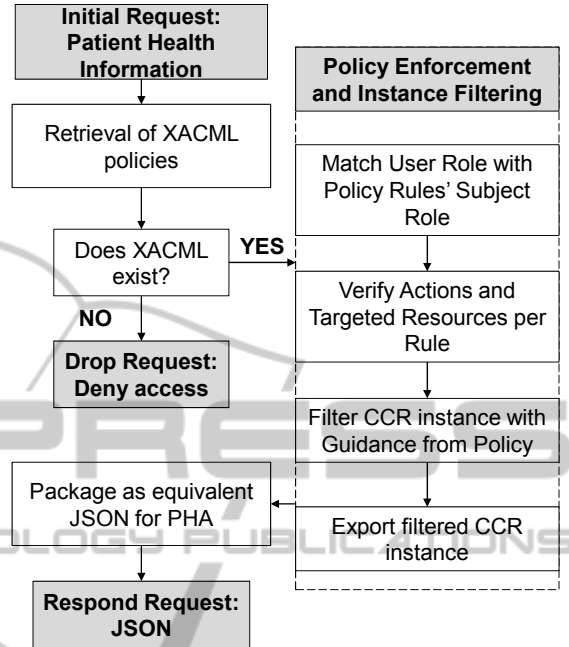 Initial Request:
Patient Health
Information
Retrieval of XACML
policies
Does XACML
exist?
YES
NO
Drop Request:
Deny access
Policy Enforcement
and Instance Filtering
Match User Role with
Policy Rules' Subject
Role
Verify Actions and
Targeted Resources per
Rule
Filter CCR instance with
Guidance from Policy
Export filtered CCR
instance
Package as equivalent
JSON for PHA
Respond Request:
JSON
PRESS
OLOGY PUBLICATIONS